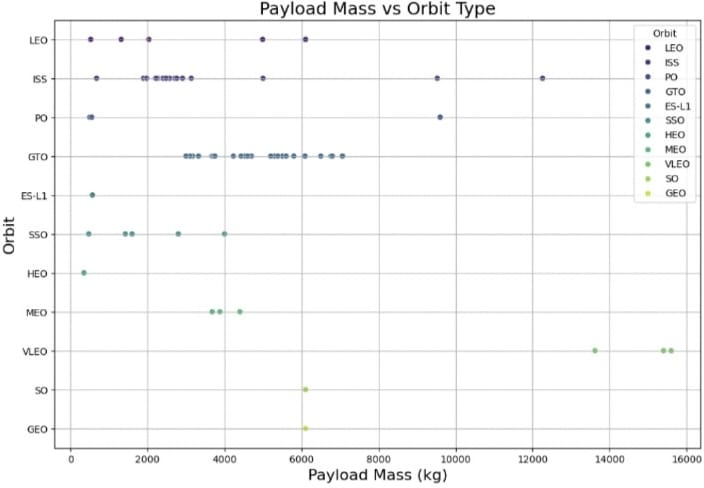 Payload Mass vs Orbit Type
Orbit
LEO
ISS
PO
GTO
ES-L1
SSO
HEO
MEO
VLEO
SO
GEO
Orbit
LEO
ISS
PO
GTO
ES-L1
SSO
HEO
MEO
VLEO
SO
GEO
0 2000 4000 6000 8000 10000 12000 14000 16000
Payload Mass (kg)